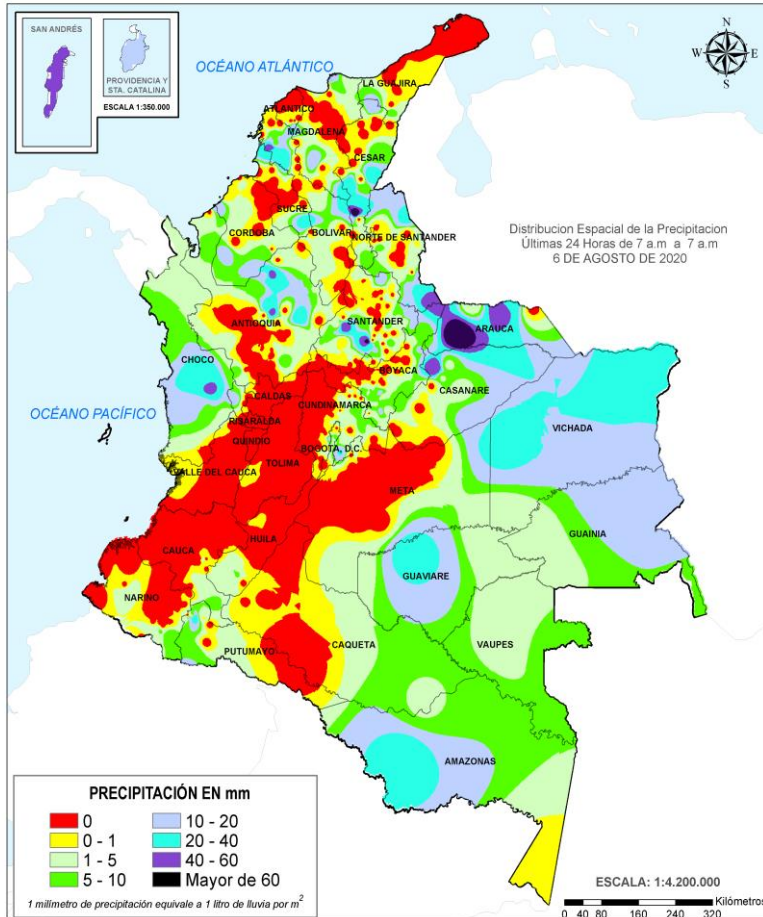 SAN ANDRÉS
PROVIDENCIA Y
STA. CATALINA
ESCALA 1:350.000
OCÉANO ATLÁNTICO
N
W E
S
LA GUAJIRA
ATLANTICO
MAGDALENA
CESAR
SUCRE
CORDOBA
BOLIVAR
NORTE DE SANTANDER
Distribucion Espacial de la Precipitacion
Últimas 24 Horas de 7 a.m a 7 a.m
6 DE AGOSTO DE 2020
ANTIOQUIA
SANTANDER
ARAUCA
CHOCO
BOYACA
CASANARE
OCÉANO PACÍFICO
CALDAS
CUNDINAMARCA
RISARALDA
VICHADA
QUINDIO
BOGOTA, D.C.
TOLIMA
VALLE DEL CAUCA
META
GUAINIA
CAUCA
HUILA
GUAVIARE
NARIÑO
PUTUMAYO
CAQUETA
VAUPES
AMAZONAS
PRECIPITACIÓN EN mm
0 10 - 20
0 - 1 20 - 40
1 - 5 40 - 60
5 - 10 Mayor de 60
1 milímetro de precipitación equivale a 1 litro de lluvia por m²
ESCALA: 1:4.200.000
Kilómetros
0 40 80 160 240 320